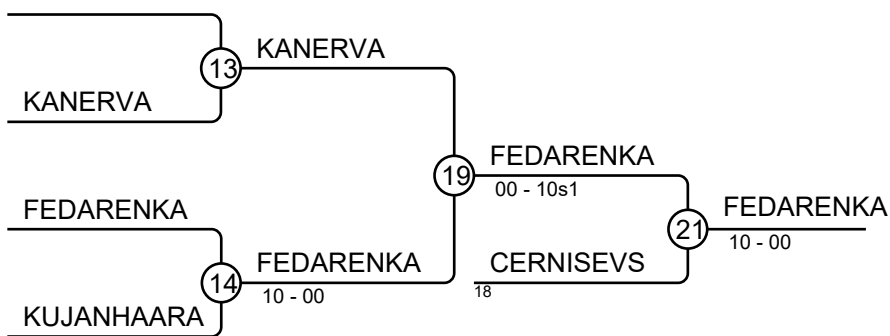 13
KANERVA
KANERVA
19
FEDARENKA
00 - 10s1
FEDARENKA
21
FEDARENKA
10 - 00
14
FEDARENKA
10 - 00
CERNISEVS
18
KUJANHAARA